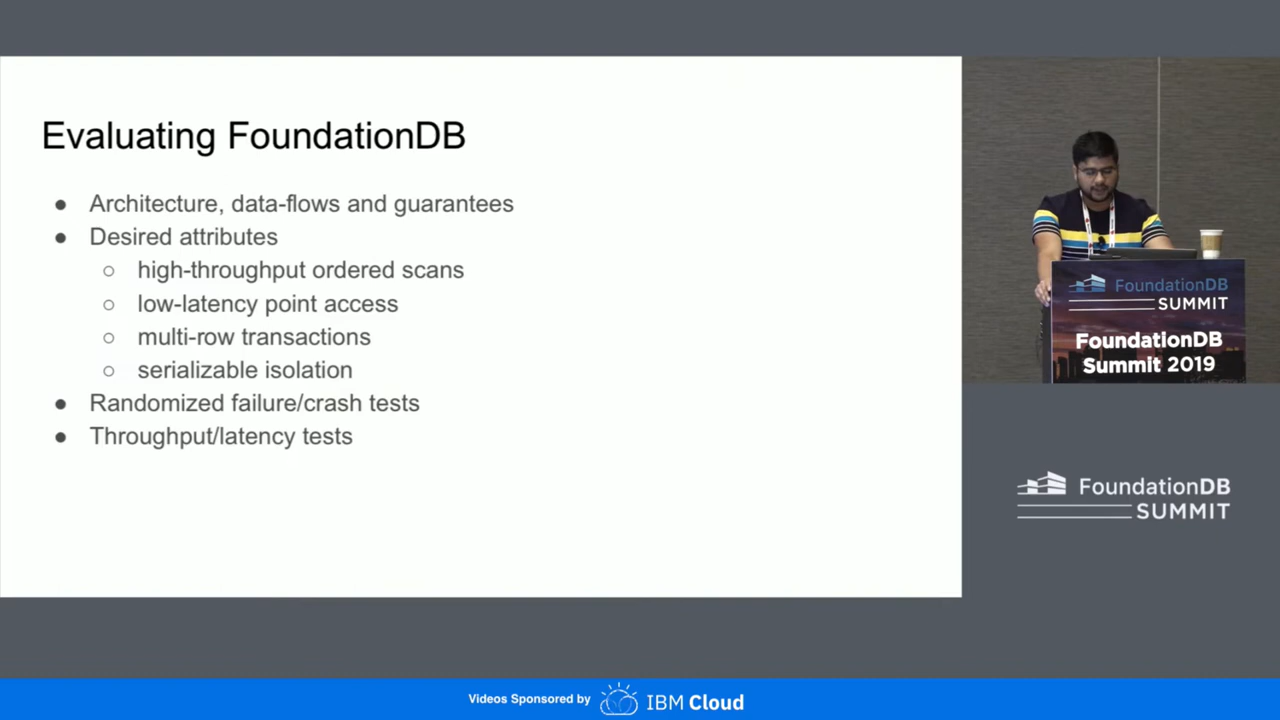 Evaluating FoundationDB
● Architecture, data-flows and guarantees
● Desired attributes
○ high-throughput ordered scans
○ low-latency point access
○ multi-row transactions
○ serializable isolation
● Randomized failure/crash tests
● Throughput/latency tests
FoundationDB
SUMMIT
FoundationDB
Summit 2019
FoundationDB
SUMMIT
Videos Sponsored by IBM Cloud